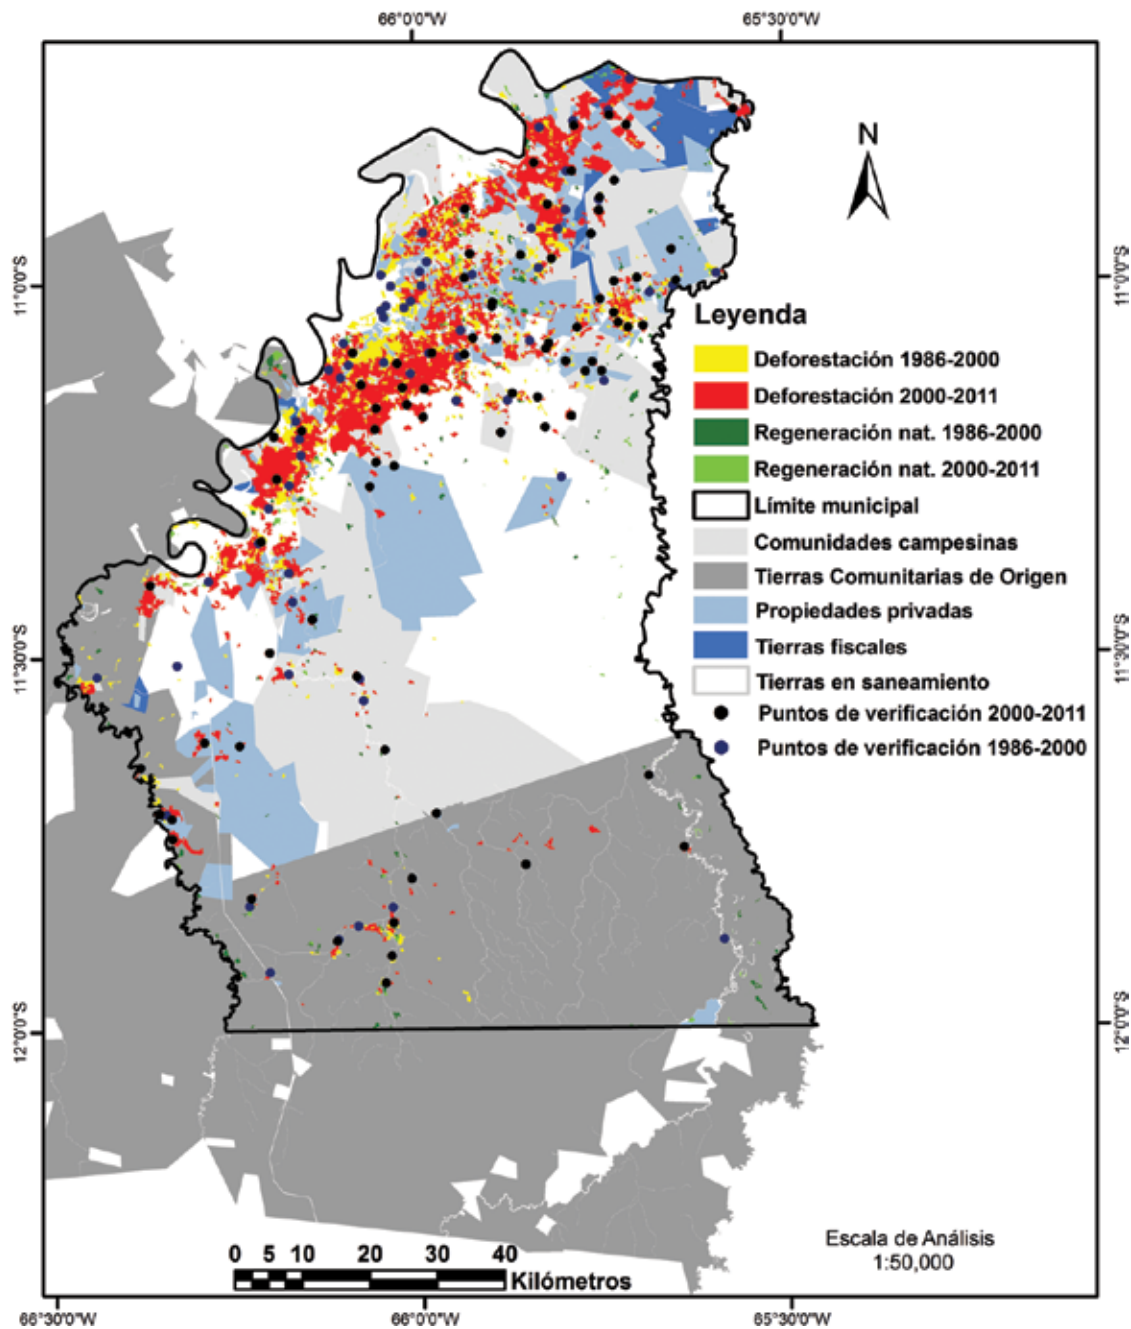 66°0'0"W
65°30'0"W
N
11°0'0"S
11°0'0"S
Leyenda
Deforestación 1986-2000
Deforestación 2000-2011
Regeneración nat. 1986-2000
Regeneración nat. 2000-2011
Límite municipal
Comunidades campesinas
Tierras Comunitarias de Origen
Propiedades privadas
Tierras fiscales
Tierras en saneamiento
Puntos de verificación 2000-2011
Puntos de verificación 1986-2000
11°30'0"S
11°30'0"S
12°0'0"S
12°0'0"S
Escala de Análisis
1:50,000
0 5 10 20 30 40
Kilómetros
66°30'0"W
66°0'0"W
65°30'0"W